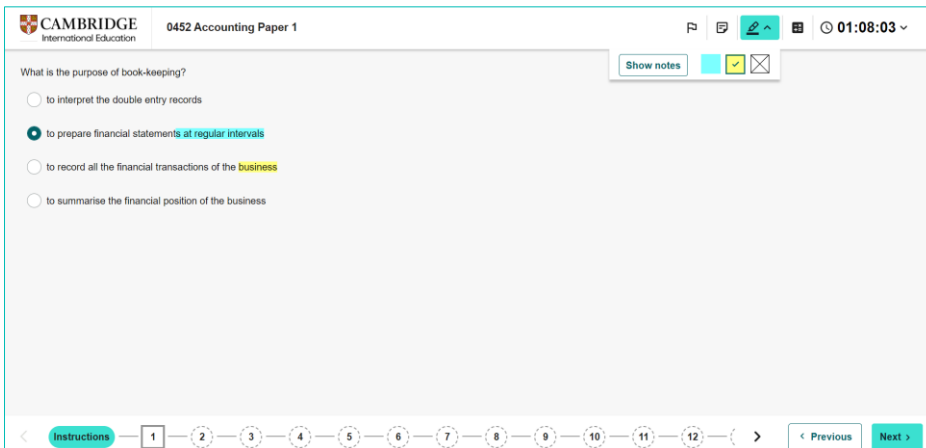 CAMBRIDGE
International Education
0452 Accounting Paper 1
01:08:03
Show notes
What is the purpose of book-keeping?
to interpret the double entry records
to prepare financial statements at regular intervals
to record all the financial transactions of the business
to summarise the financial position of the business
Instructions 1 2 3 4 5 6 7 8 9 10 11 12 Previous Next